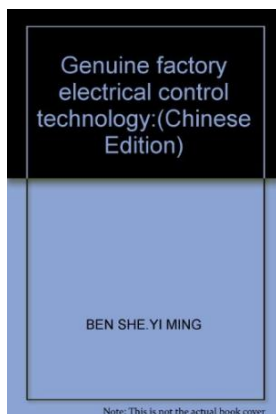 Genuine factory
electrical control
technology:(Chinese
Edition)
BEN SHE.YI MING
Note: This is not the actual book cover